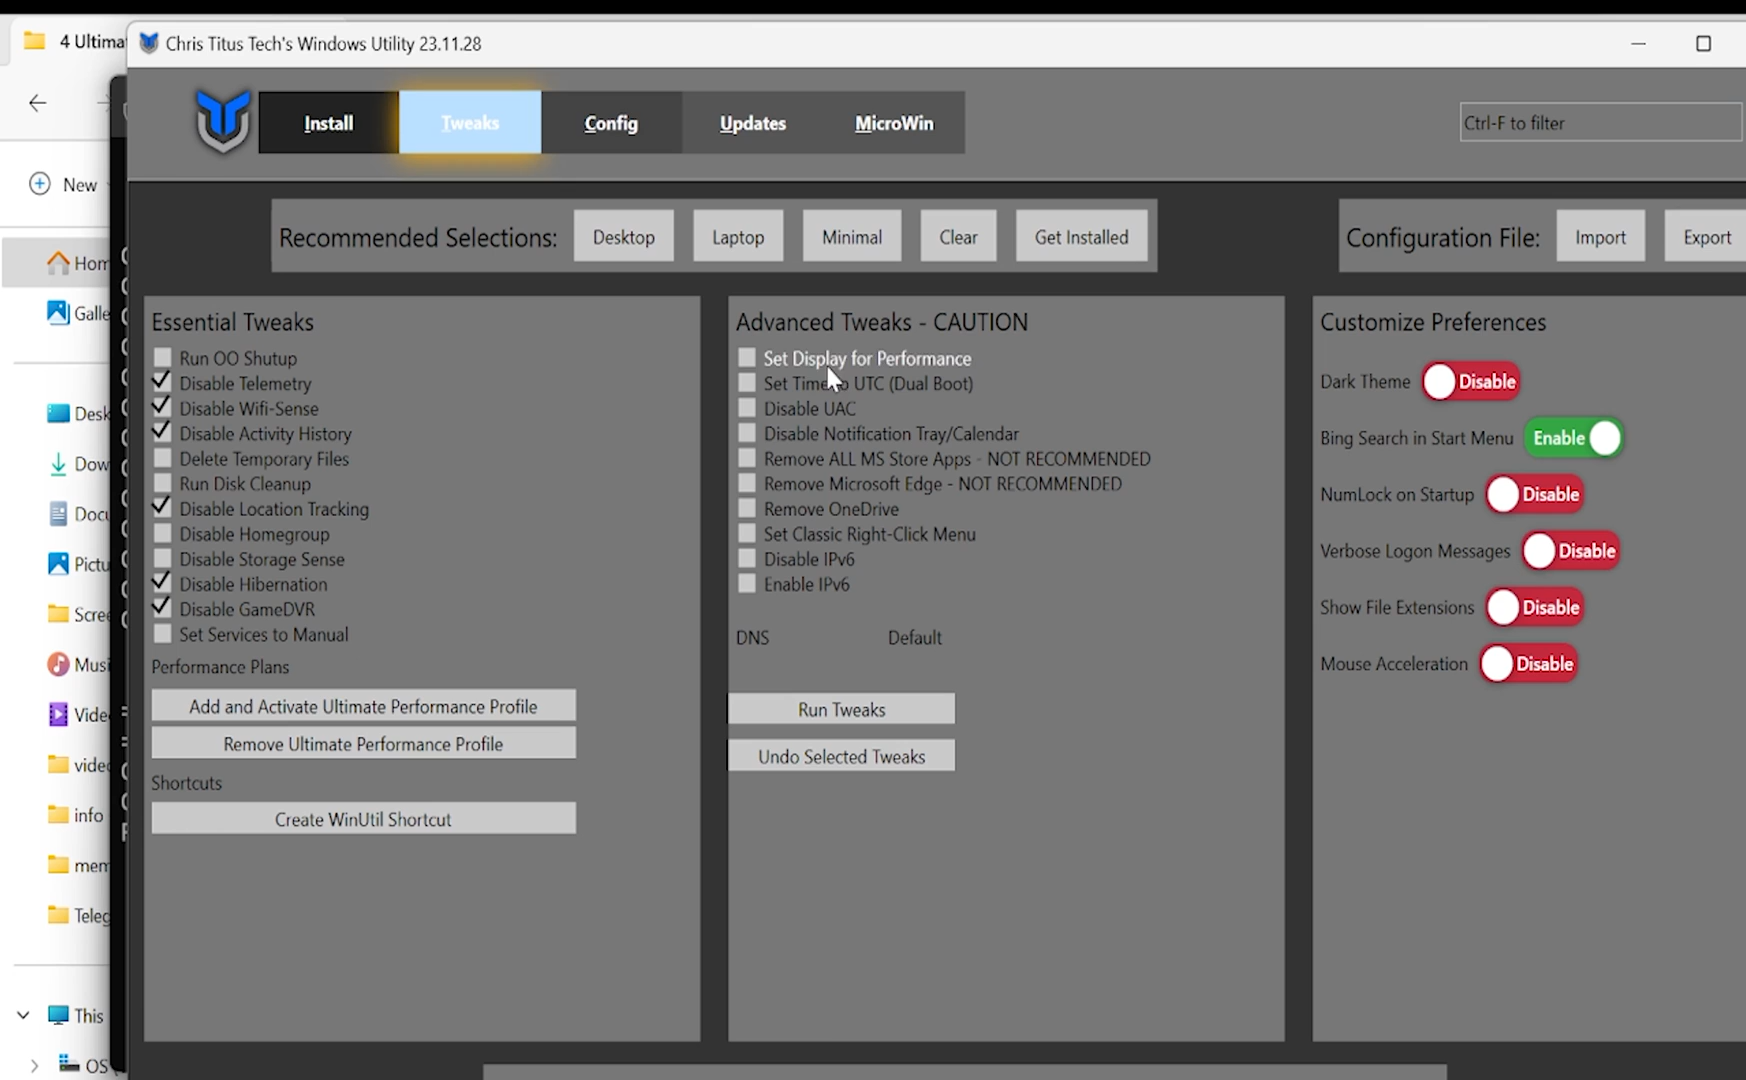 4 Ultima
Chris Titus Tech's Windows Utility 23.11.28
Install
Tweaks
Config
Updates
MicroWin
Ctrl-F to filter
New
Recommended Selections:
Desktop
Laptop
Minimal
Clear
Get Installed
Configuration File:
Import
Export
Hom
Galle
Desk
Dow
Docu
Pictu
Scree
Musi
Vide
video
info
mem
Teleg
This
OS
Essential Tweaks
Run OO Shutup
Disable Telemetry
Disable Wifi-Sense
Disable Activity History
Delete Temporary Files
Run Disk Cleanup
Disable Location Tracking
Disable Homegroup
Disable Storage Sense
Disable Hibernation
Disable GameDVR
Set Services to Manual
Performance Plans
Add and Activate Ultimate Performance Profile
Remove Ultimate Performance Profile
Shortcuts
Create WinUtil Shortcut
Advanced Tweaks - CAUTION
Set Display for Performance
Set Time to UTC (Dual Boot)
Disable UAC
Disable Notification Tray/Calendar
Remove ALL MS Store Apps - NOT RECOMMENDED
Remove Microsoft Edge - NOT RECOMMENDED
Remove OneDrive
Set Classic Right-Click Menu
Disable IPv6
Enable IPv6
DNS Default
Run Tweaks
Undo Selected Tweaks
Customize Preferences
Dark Theme Disable
Bing Search in Start Menu Enable
NumLock on Startup Disable
Verbose Logon Messages Disable
Show File Extensions Disable
Mouse Acceleration Disable